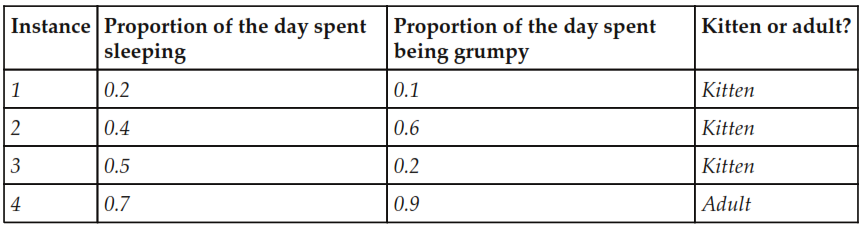 Instance Proportion of the day spent sleeping Proportion of the day spent being grumpy Kitten or adult?
1 0.2 0.1 Kitten
2 0.4 0.6 Kitten
3 0.5 0.2 Kitten
4 0.7 0.9 Adult